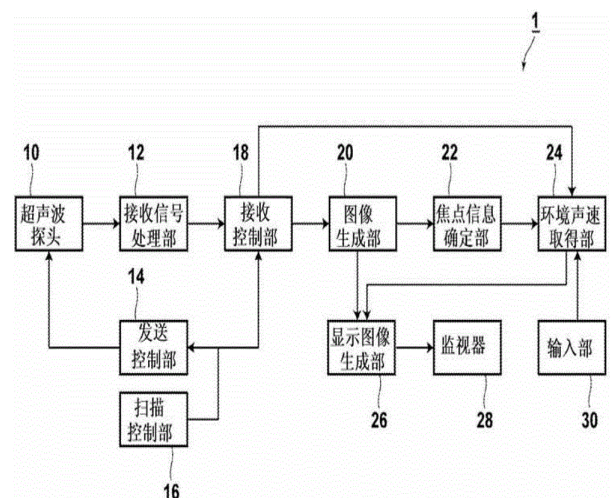 1
10
12
18
20
22
24
超声波
探头
接收信号
处理部
接收
控制部
图像
生成部
焦点信息
确定部
环境声速
取得部
14
发送
控制部
显示图像
生成部
监视器
输入部
26
28
30
扫描
控制部
16